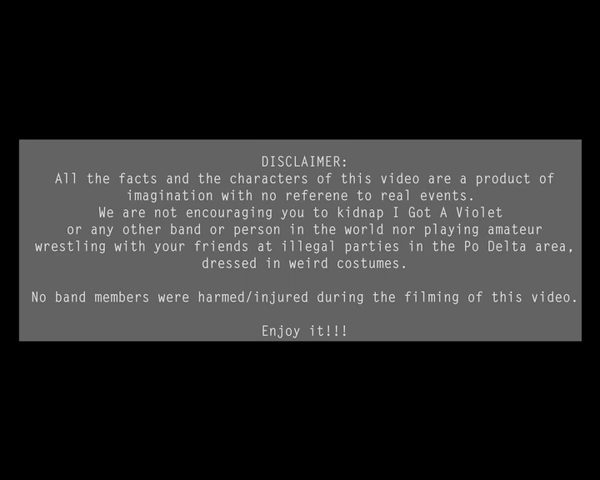 DISCLAIMER:
All the facts and the characters of this video are a product of
imagination with no referene to real events.
We are not encouraging you to kidnap I Got A Violet
or any other band or person in the world nor playing amateur
wrestling with your friends at illegal parties in the Po Delta area,
dressed in weird costumes.
No band members were harmed/injured during the filming of this video.
Enjoy it!!!